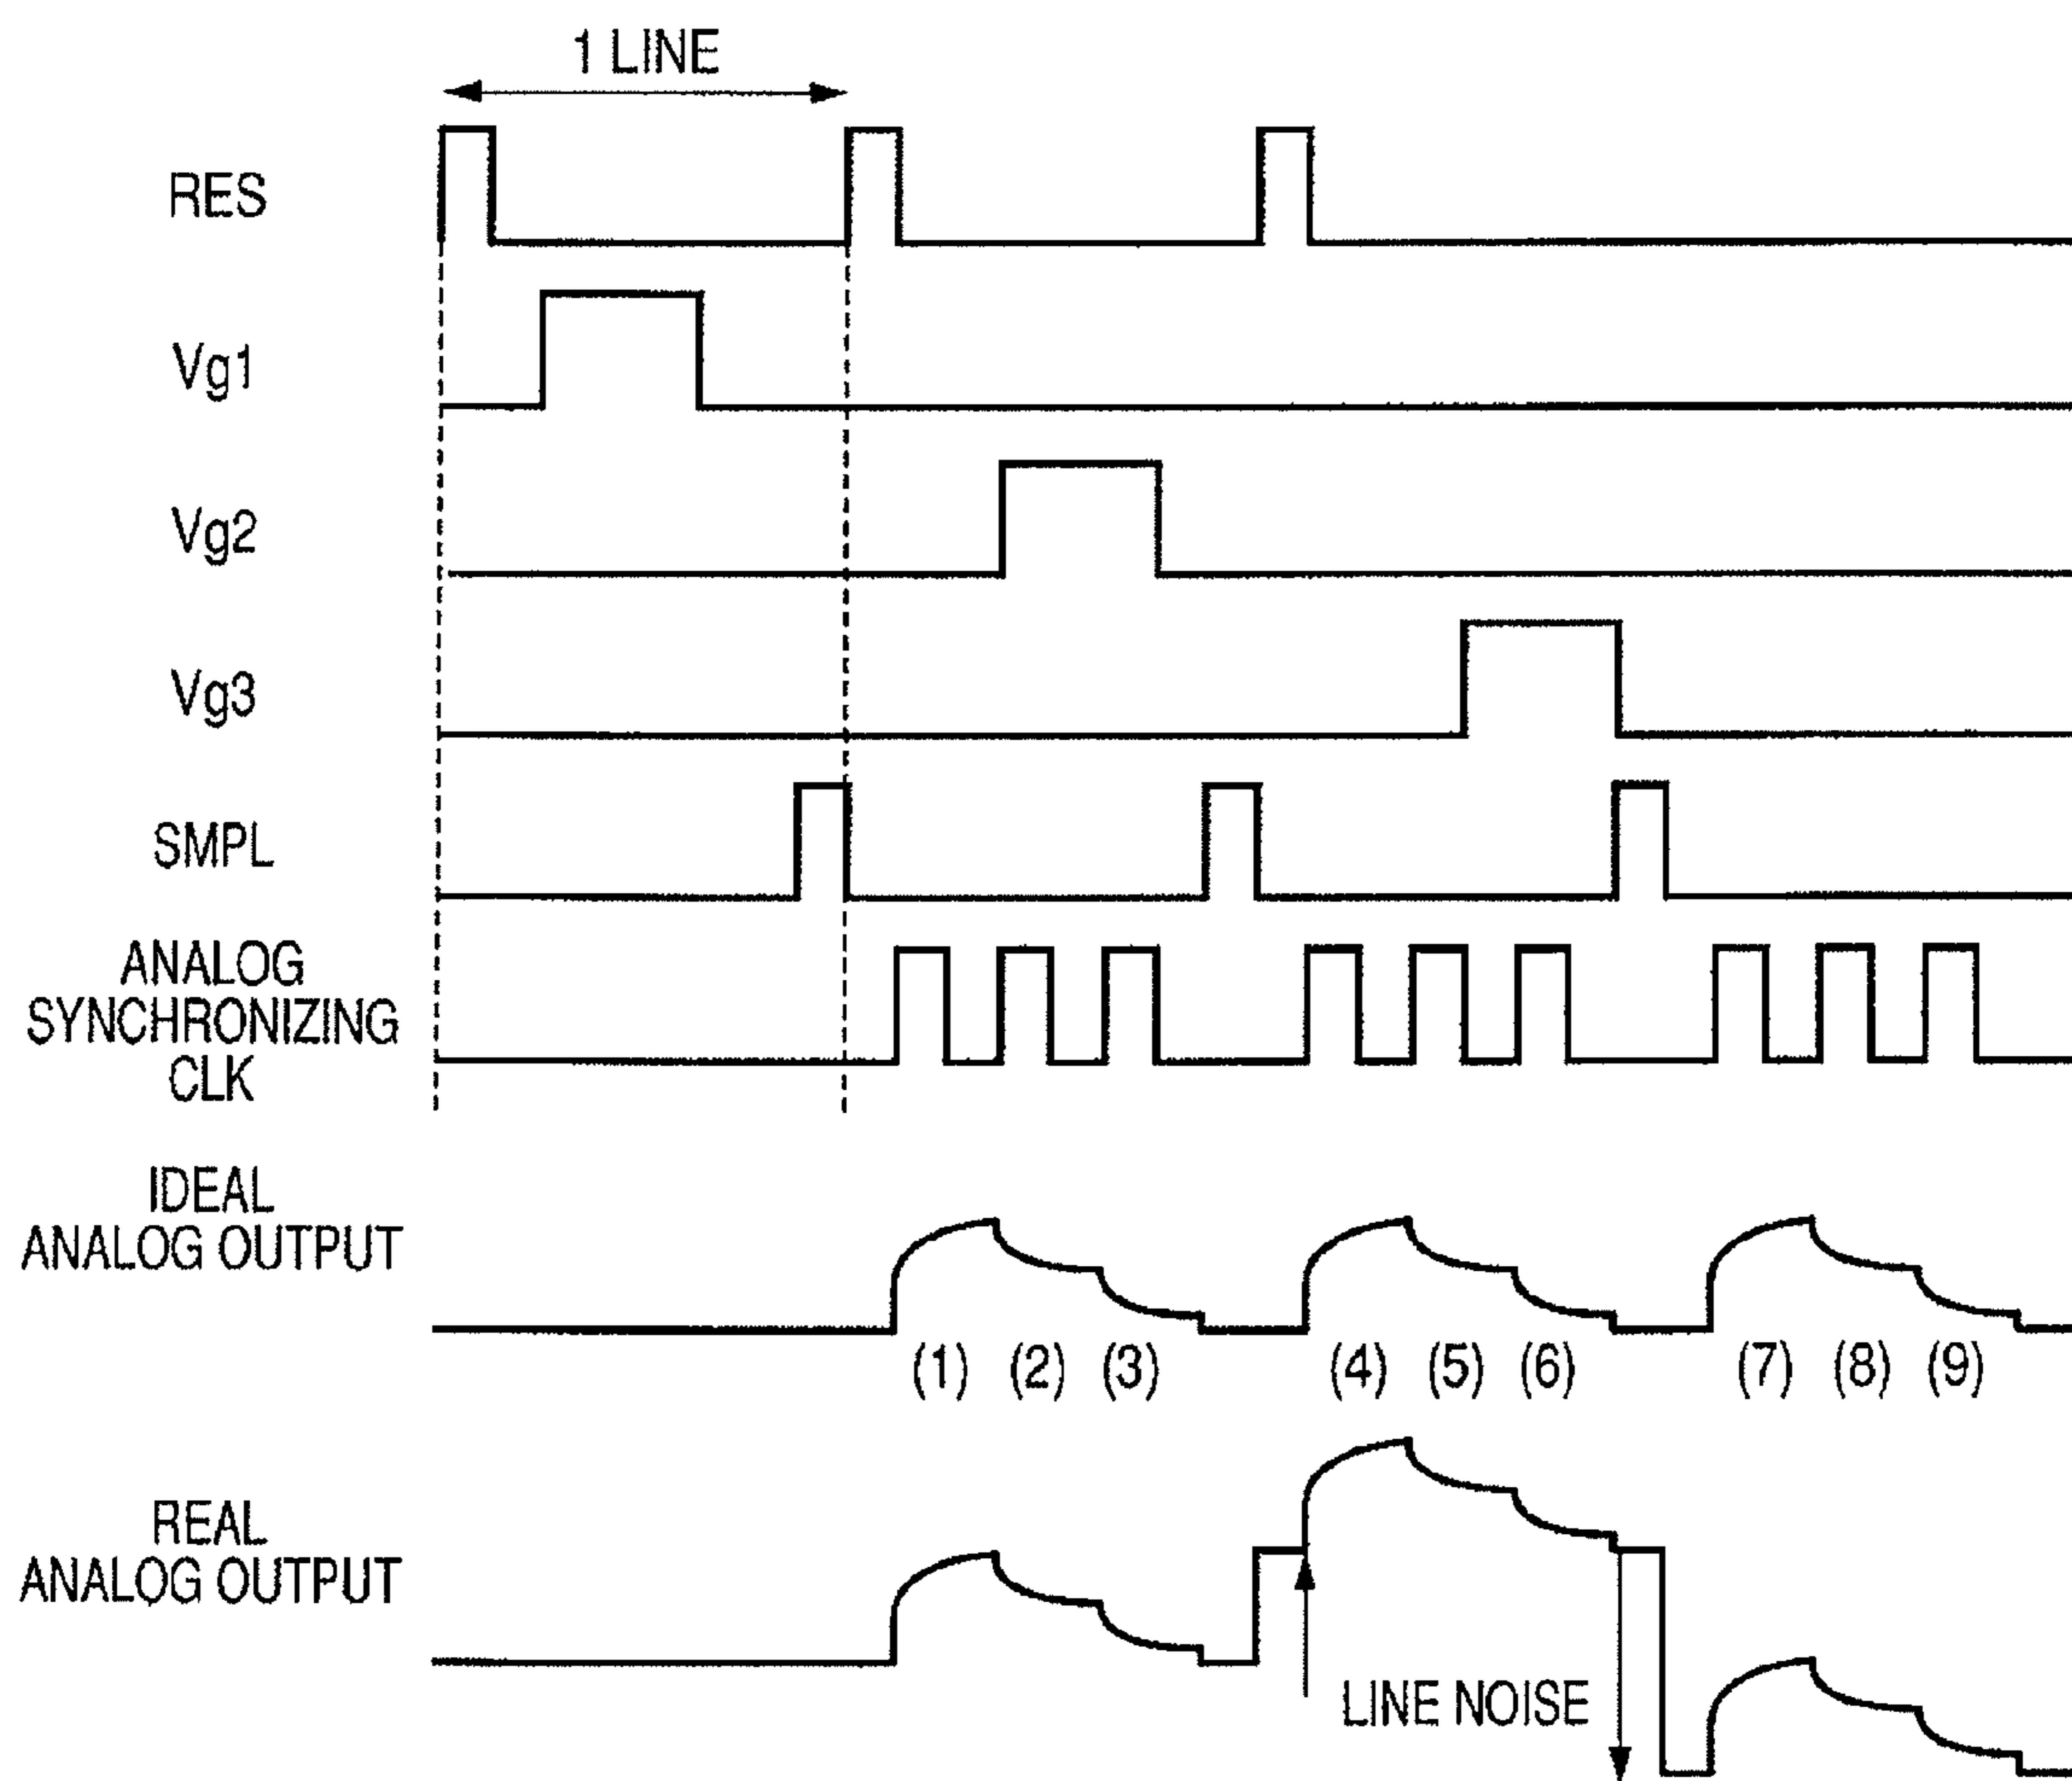 1 LINE
RES
Vg1
Vg2
Vg3
SMPL
ANALOG
SYNCHRONIZING
CLK
IDEAL
ANALOG OUTPUT
(1) (2) (3) (4) (5) (6) (7) (8) (9)
REAL
ANALOG OUTPUT
LINE NOISE